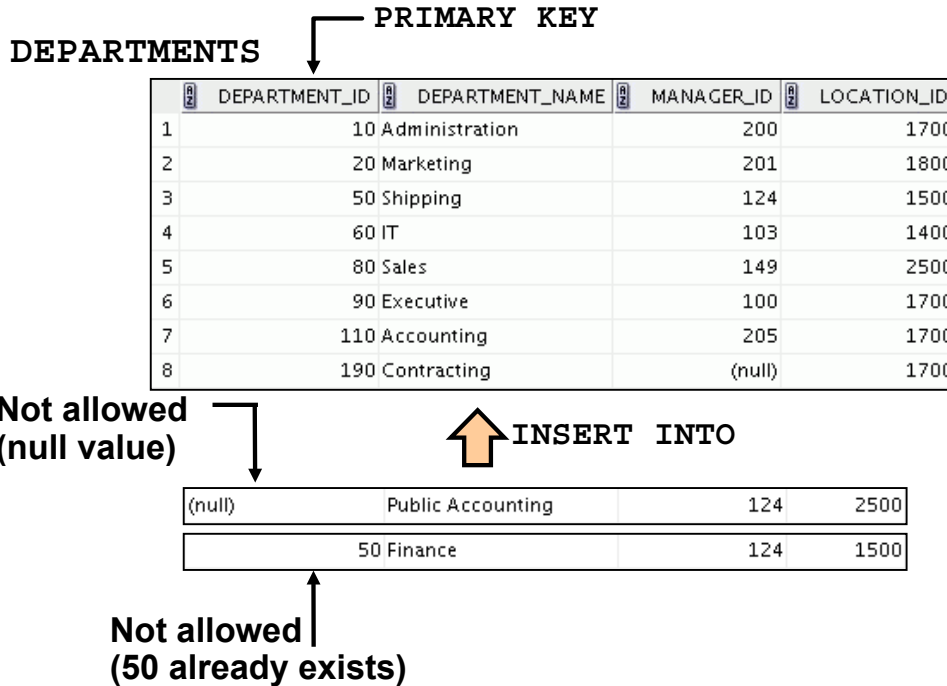 PRIMARY KEY
DEPARTMENTS
DEPARTMENT_ID DEPARTMENT_NAME MANAGER_ID LOCATION_ID
1 10 Administration 200 1700
2 20 Marketing 201 1800
3 50 Shipping 124 1500
4 60 IT 103 1400
5 80 Sales 149 2500
6 90 Executive 100 1700
7 110 Accounting 205 1700
8 190 Contracting (null) 1700
Not allowed
(null value)
INSERT INTO
(null) Public Accounting 124 2500
50 Finance 124 1500
Not allowed
(50 already exists)